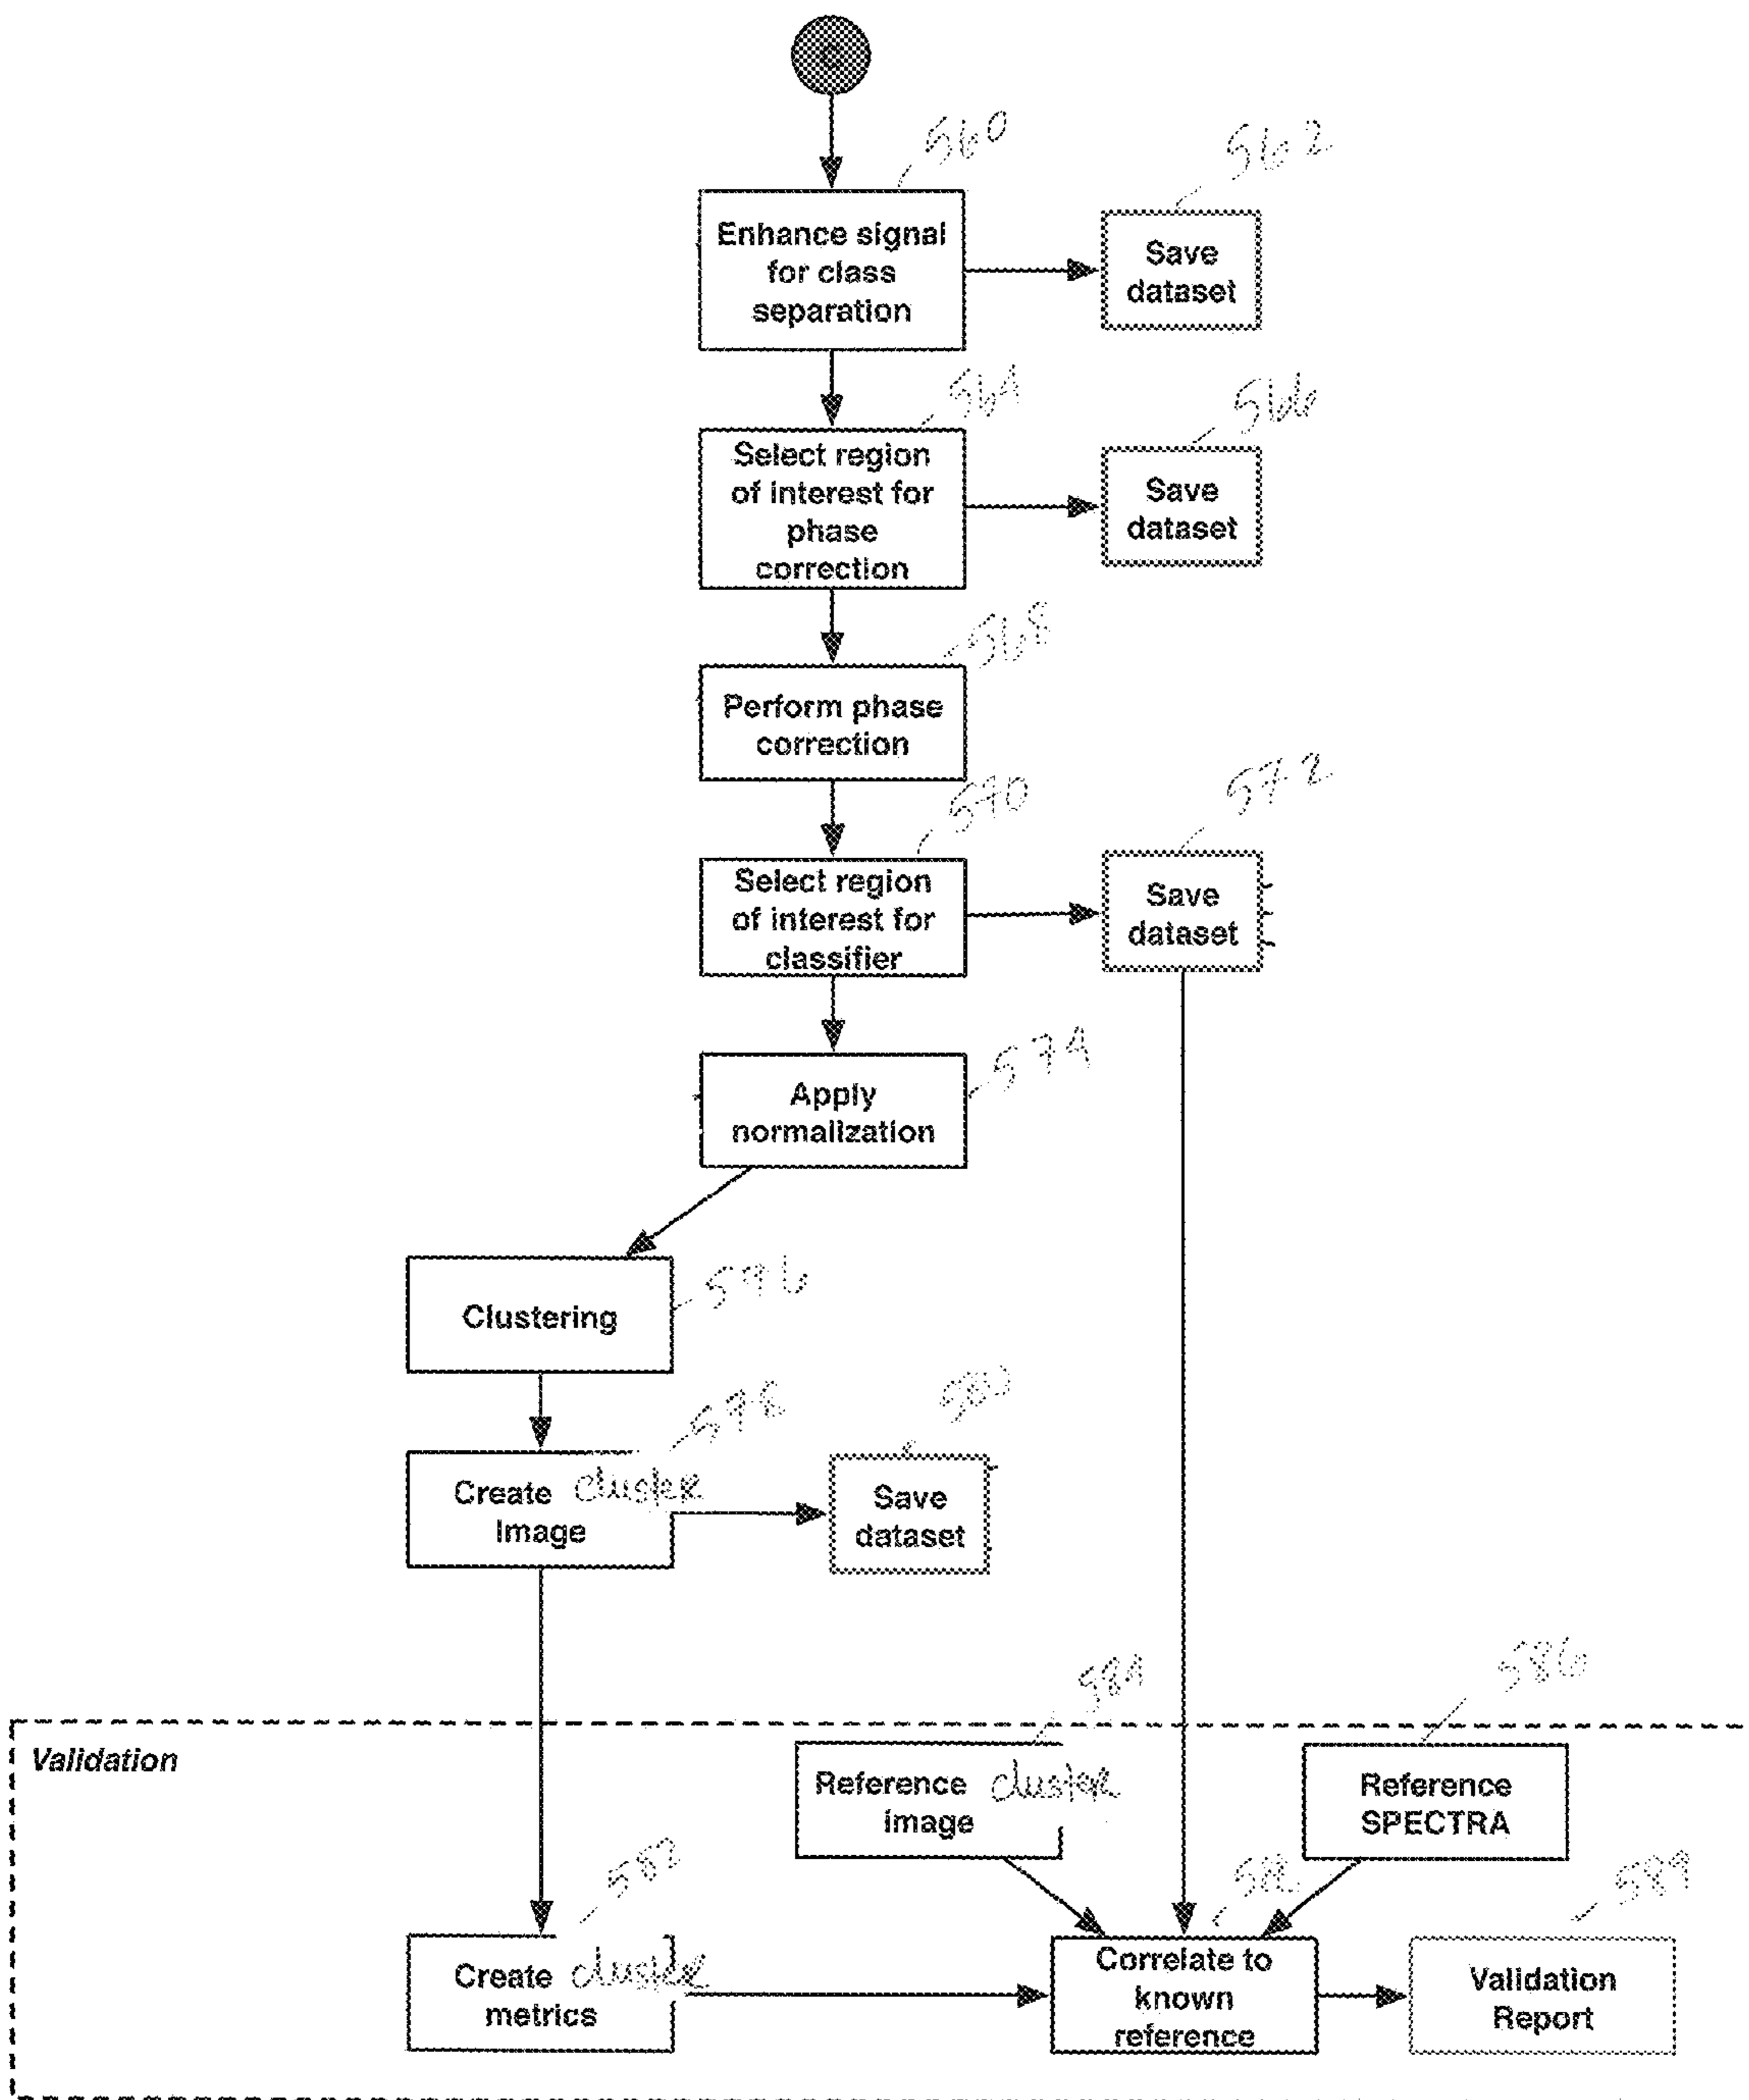 560
562
Enhance signal
for class
separation
Save
dataset
564
566
Select region
of interest for
phase
correction
Save
dataset
568
Perform phase
correction
570
572
Select region
of interest for
classifier
Save
dataset
574
Apply
normalization
576
Clustering
578
580
Create cluster
Image
Save
dataset
584
586
Validation
Reference cluster
Image
Reference
SPECTRA
582
589
Create cluster
metrics
Correlate to
known
reference
Validation
Report